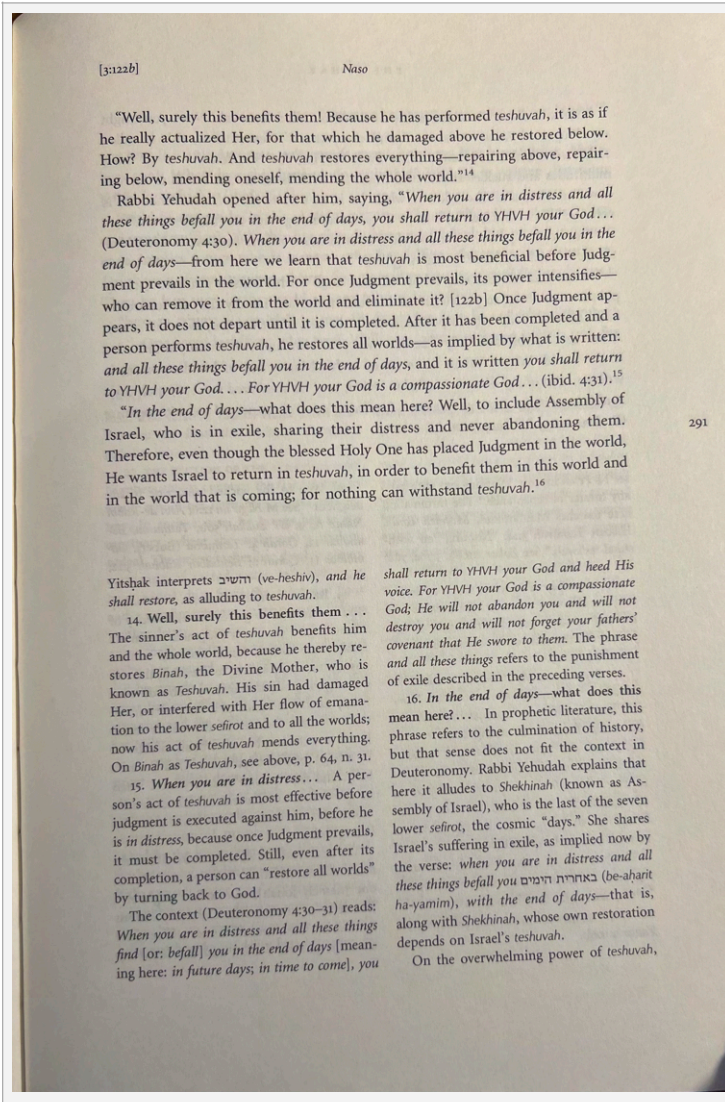 [3:122b]
Naso
“Well, surely this benefits them! Because he has performed teshuvah, it is as if
he really actualized Her, for that which he damaged above he restored below.
How? By teshuvah. And teshuvah restores everything—repairing above, repair-
ing below, mending oneself, mending the whole world.”14
Rabbi Yehudah opened after him, saying, “When you are in distress and all
these things befall you in the end of days, you shall return to YHVH your God...
(Deuteronomy 4:30). When you are in distress and all these things befall you in the
end of days—from here we learn that teshuvah is most beneficial before Judg-
ment prevails in the world. For once Judgment prevails, its power intensifies—
who can remove it from the world and eliminate it? [122b] Once Judgment ap-
pears, it does not depart until it is completed. After it has been completed and a
person performs teshuvah, he restores all worlds—as implied by what is written:
and all these things befall you in the end of days, and it is written you shall return
to YHVH your God.... For YHVH your God is a compassionate God... (ibid. 4:31).15
“In the end of days—what does this mean here? Well, to include Assembly of
Israel, who is in exile, sharing their distress and never abandoning them.
Therefore, even though the blessed Holy One has placed Judgment in the world,
He wants Israel to return in teshuvah, in order to benefit them in this world and
in the world that is coming; for nothing can withstand teshuvah.16
291
Yitsḥak interprets והשיב (ve-heshiv), and he
shall restore, as alluding to teshuvah.
14. Well, surely this benefits them...
The sinner’s act of teshuvah benefits him
and the whole world, because he thereby re-
stores Binah, the Divine Mother, who is
known as Teshuvah. His sin had damaged
Her, or interfered with Her flow of emana-
tion to the lower sefirot and to all the worlds;
now his act of teshuvah mends everything.
On Binah as Teshuvah, see above, p. 64, n. 31.
15. When you are in distress... A per-
son’s act of teshuvah is most effective before
judgment is executed against him, before he
is in distress, because once Judgment prevails,
it must be completed. Still, even after its
completion, a person can “restore all worlds”
by turning back to God.
The context (Deuteronomy 4:30–31) reads:
When you are in distress and all these things
find [or: befall] you in the end of days [mean-
ing here: in future days; in time to come], you
shall return to YHVH your God and heed His
voice. For YHVH your God is a compassionate
God; He will not abandon you and will not
destroy you and will not forget your fathers’
covenant that He swore to them. The phrase
and all these things refers to the punishment
of exile described in the preceding verses.
16. In the end of days—what does this
mean here?... In prophetic literature, this
phrase refers to the culmination of history,
but that sense does not fit the context in
Deuteronomy. Rabbi Yehudah explains that
here it alludes to Shekhinah (known as As-
sembly of Israel), who is the last of the seven
lower sefirot, the cosmic “days.” She shares
Israel’s suffering in exile, as implied now by
the verse: when you are in distress and all
these things befall you באחרית הימים (be-aḥarit
ha-yamim), with the end of days—that is,
along with Shekhinah, whose own restoration
depends on Israel’s teshuvah.
On the overwhelming power of teshuvah,